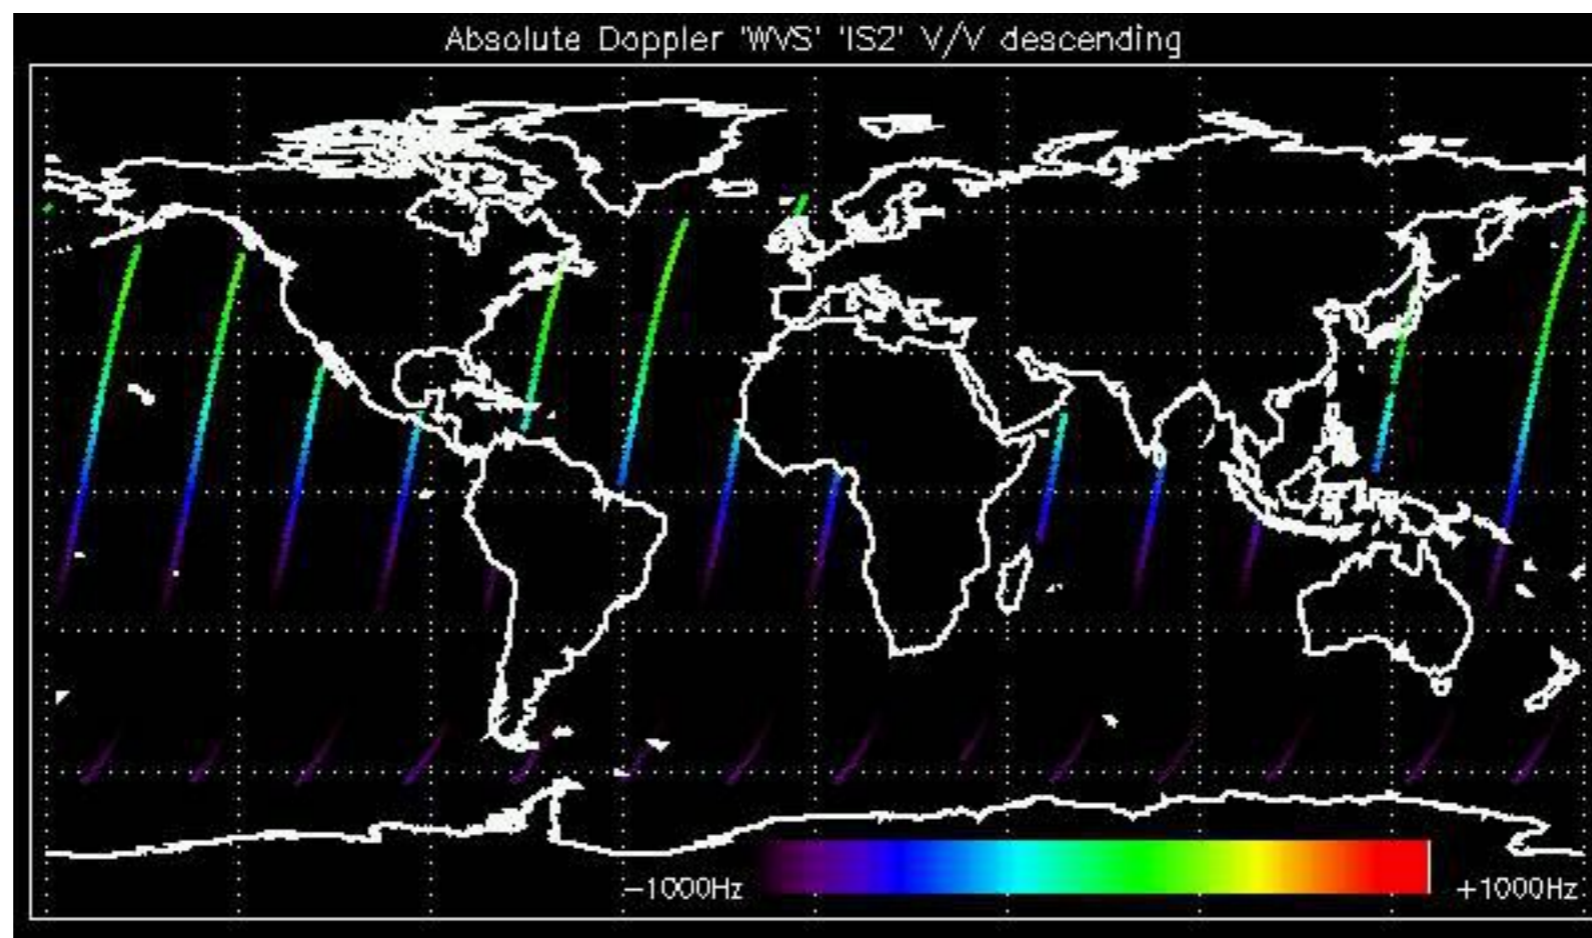 Absolute Doppler 'WVS' 'IS2' V/V descending
−1000Hz
+1000Hz